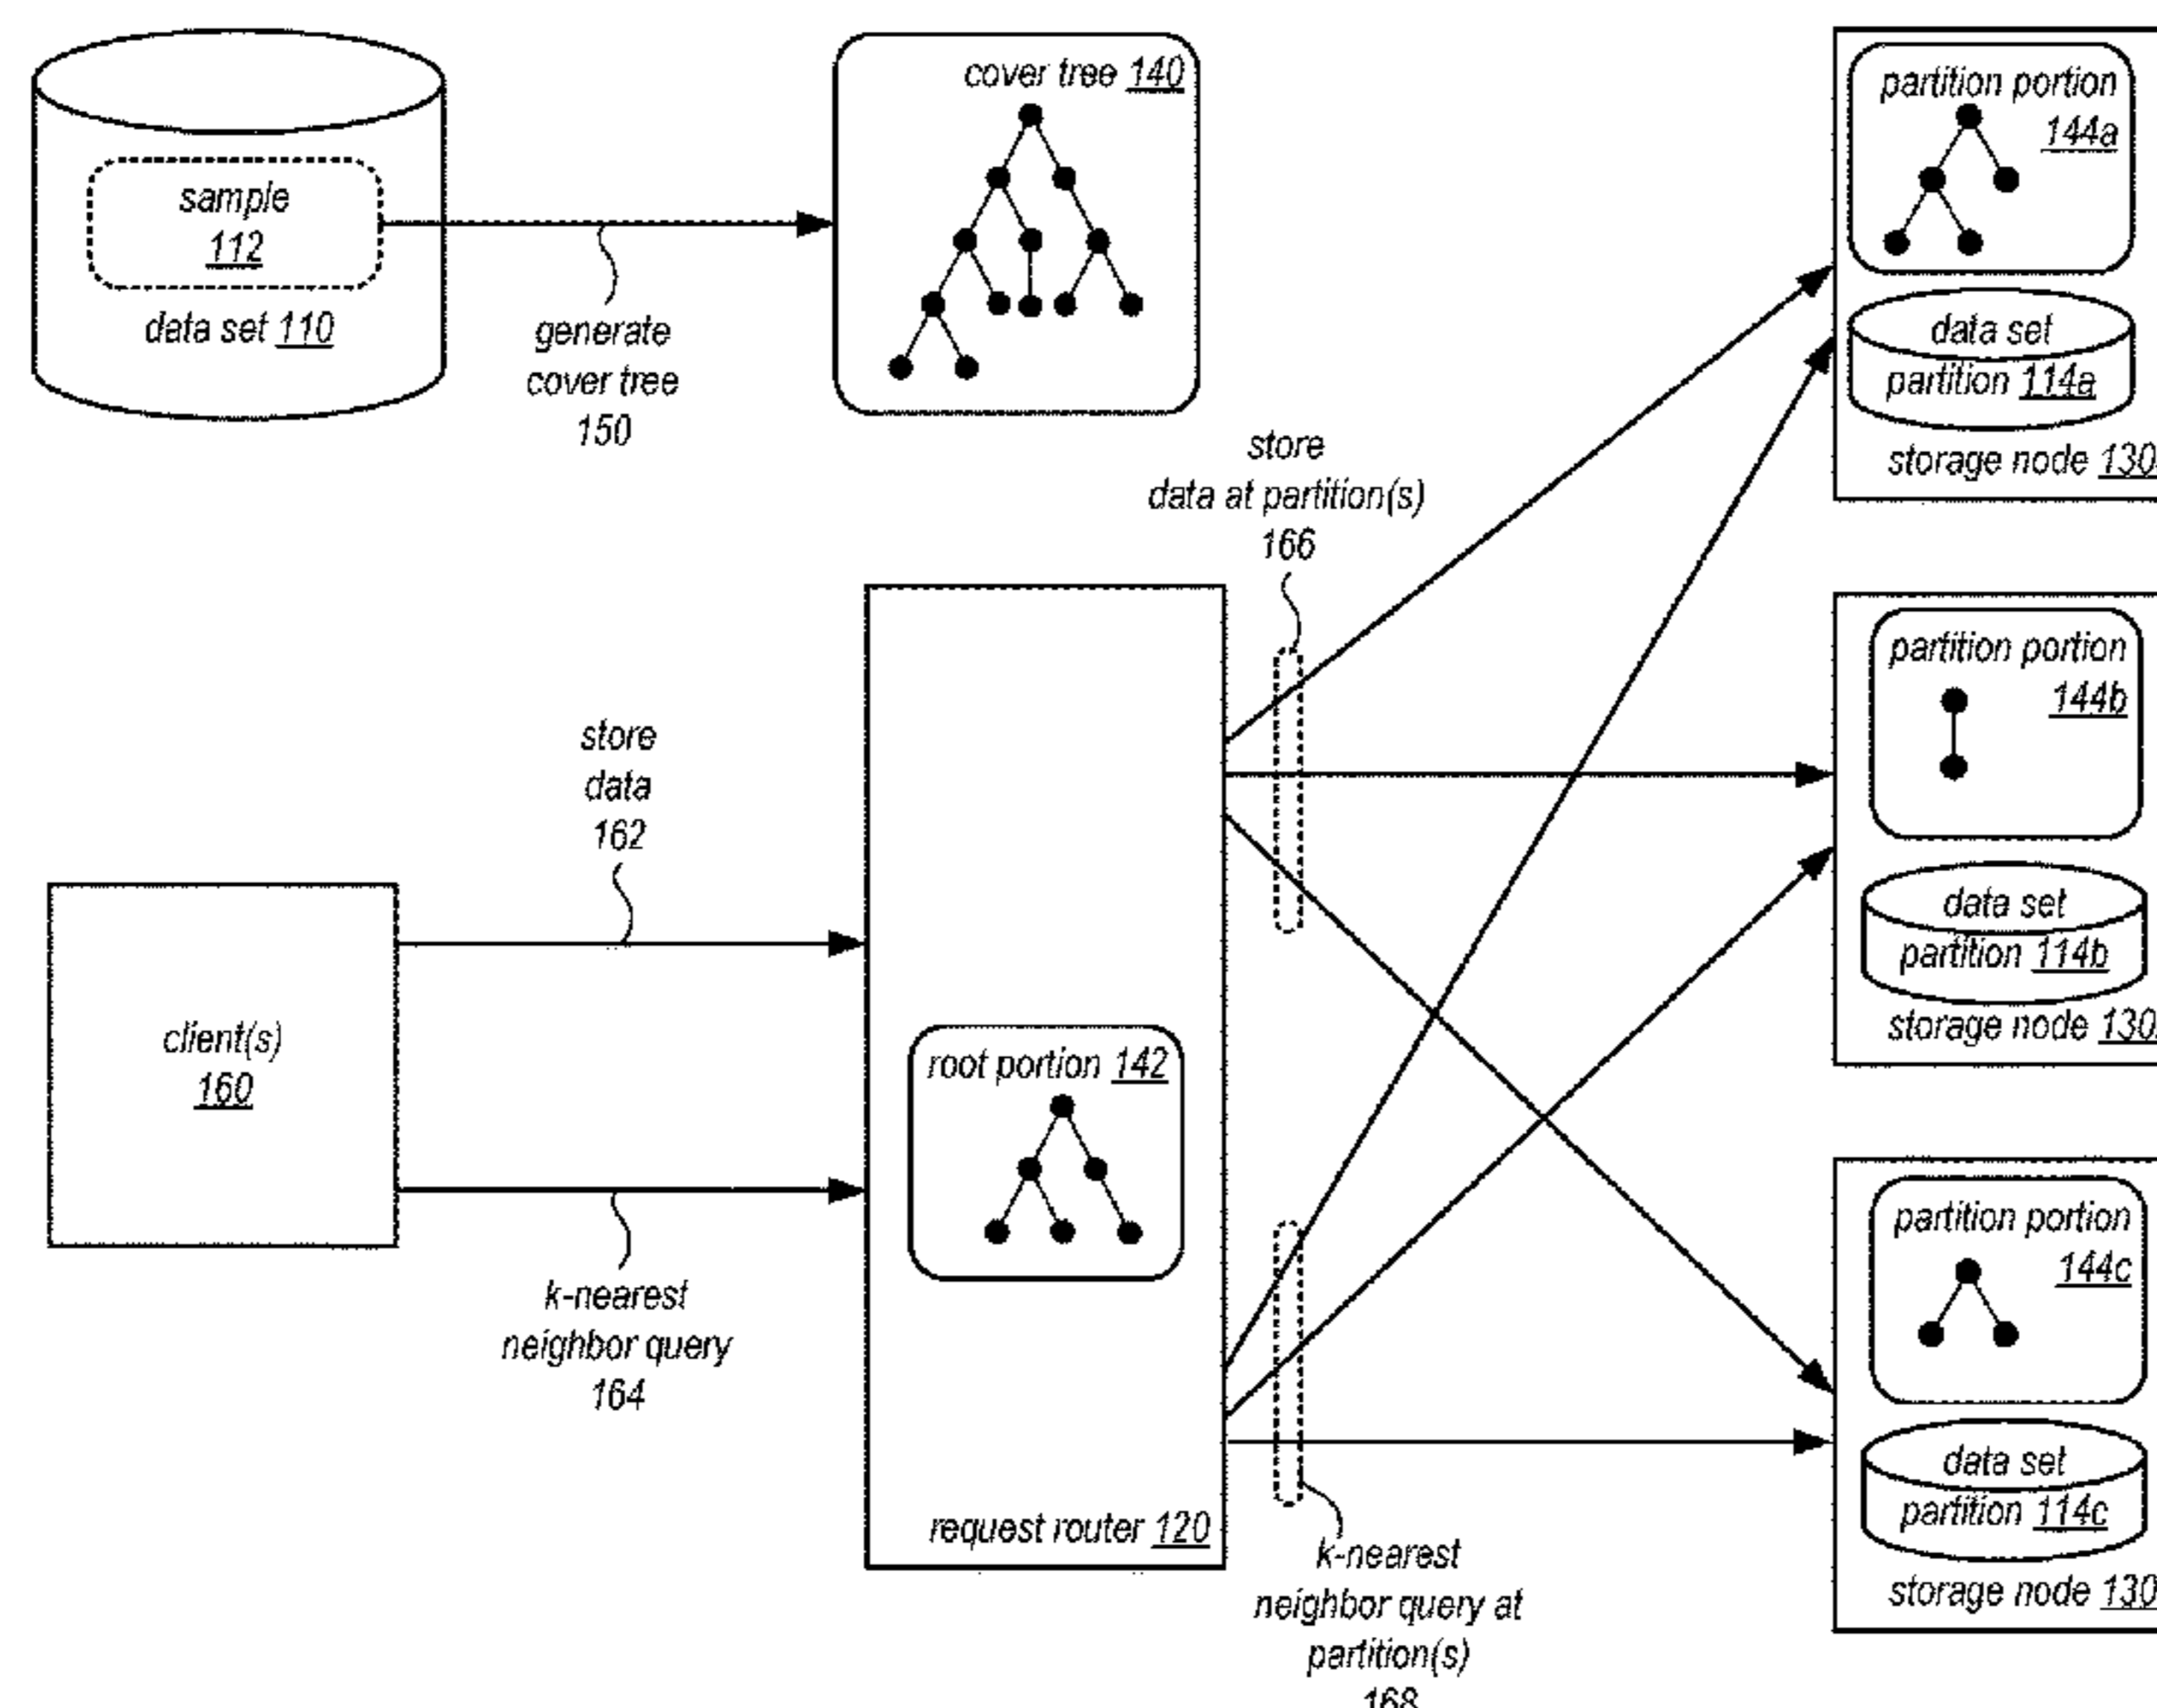 sample
112
data set 110
generate
cover tree
150
cover tree 140
partition portion
144a
data set
partition 114a
storage node 130
store
data at partition(s)
166
store
data
162
client(s)
160
k-nearest
neighbor query
164
root portion 142
request router 120
partition portion
144b
data set
partition 114b
storage node 130
partition portion
144c
data set
partition 114c
storage node 130
k-nearest
neighbor query at
partition(s)
168